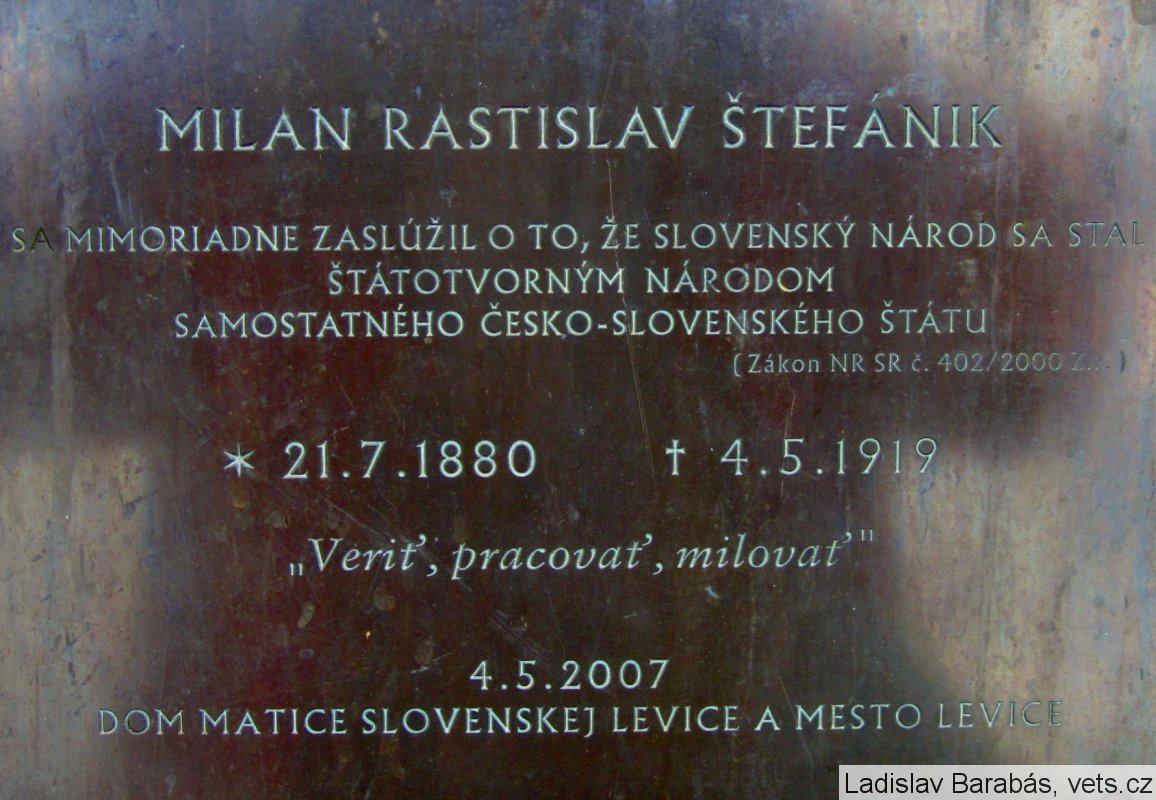 MILAN RASTISLAV ŠTEFÁNIK
SA MIMORIADNE ZASLÚŽIL O TO, ŽE SLOVENSKÝ NÁROD SA STAL
ŠTÁTOTVORNÝM NÁRODOM
SAMOSTATNÉHO ČESKO-SLOVENSKÉHO ŠTÁTU
(Zákon NR SR č. 402/2000 Z.z.)
* 21.7.1880 † 4.5.1919
„Veriť, pracovať, milovať"
4.5.2007
DOM MATICE SLOVENSKEJ LEVICE A MESTO LEVICE
Ladislav Barabás, vets.cz